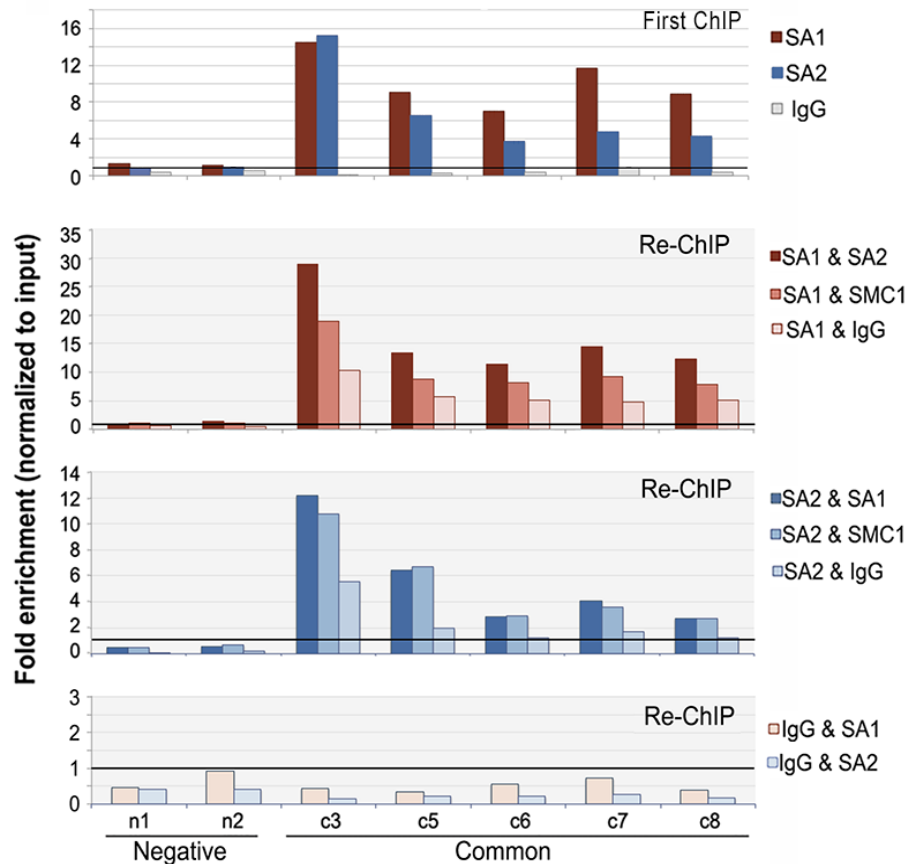 First ChIP
16
12
8
4
0
SA1
SA2
IgG
Fold enrichment (normalized to input)
Re-ChIP
35
30
25
20
15
10
5
0
SA1 & SA2
SA1 & SMC1
SA1 & IgG
Re-ChIP
14
12
10
8
6
4
2
0
SA2 & SA1
SA2 & SMC1
SA2 & IgG
Re-ChIP
3
2
1
0
IgG & SA1
IgG & SA2
n1 n2 c3 c5 c6 c7 c8
Negative Common